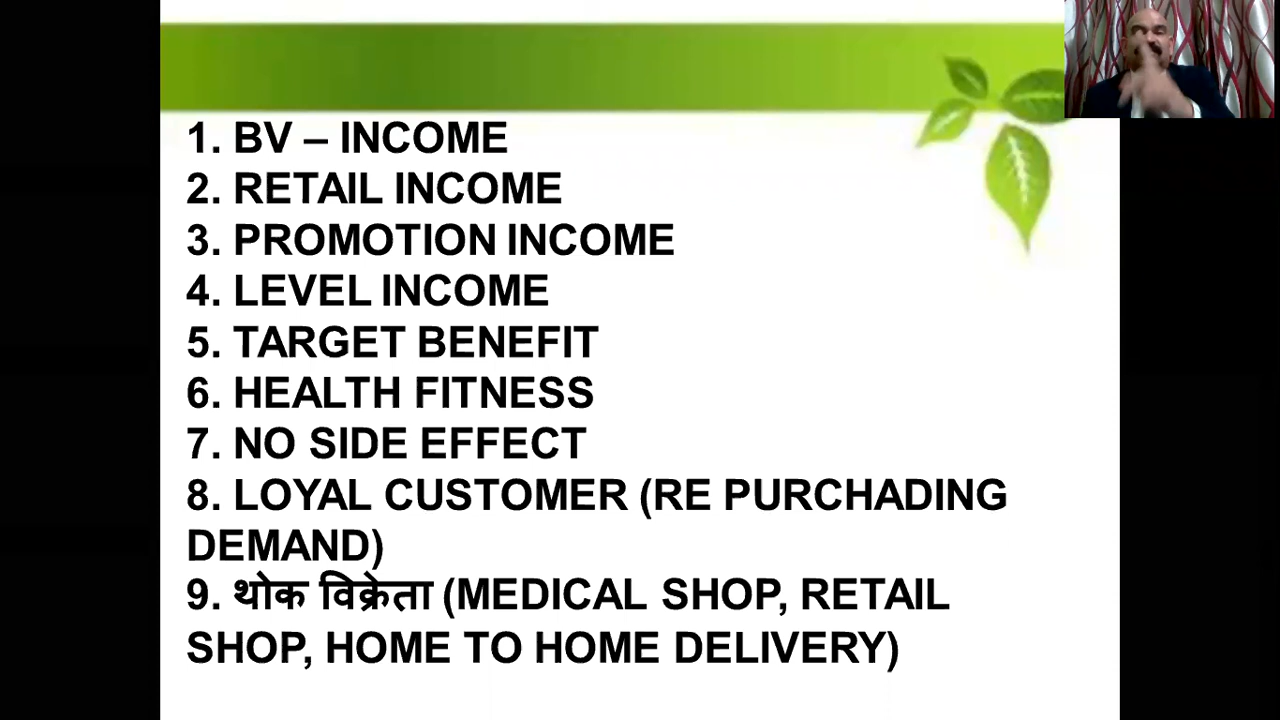 1. BV – INCOME
2. RETAIL INCOME
3. PROMOTION INCOME
4. LEVEL INCOME
5. TARGET BENEFIT
6. HEALTH FITNESS
7. NO SIDE EFFECT
8. LOYAL CUSTOMER (RE PURCHADING
DEMAND)
9. थोक विक्रेता (MEDICAL SHOP, RETAIL
SHOP, HOME TO HOME DELIVERY)